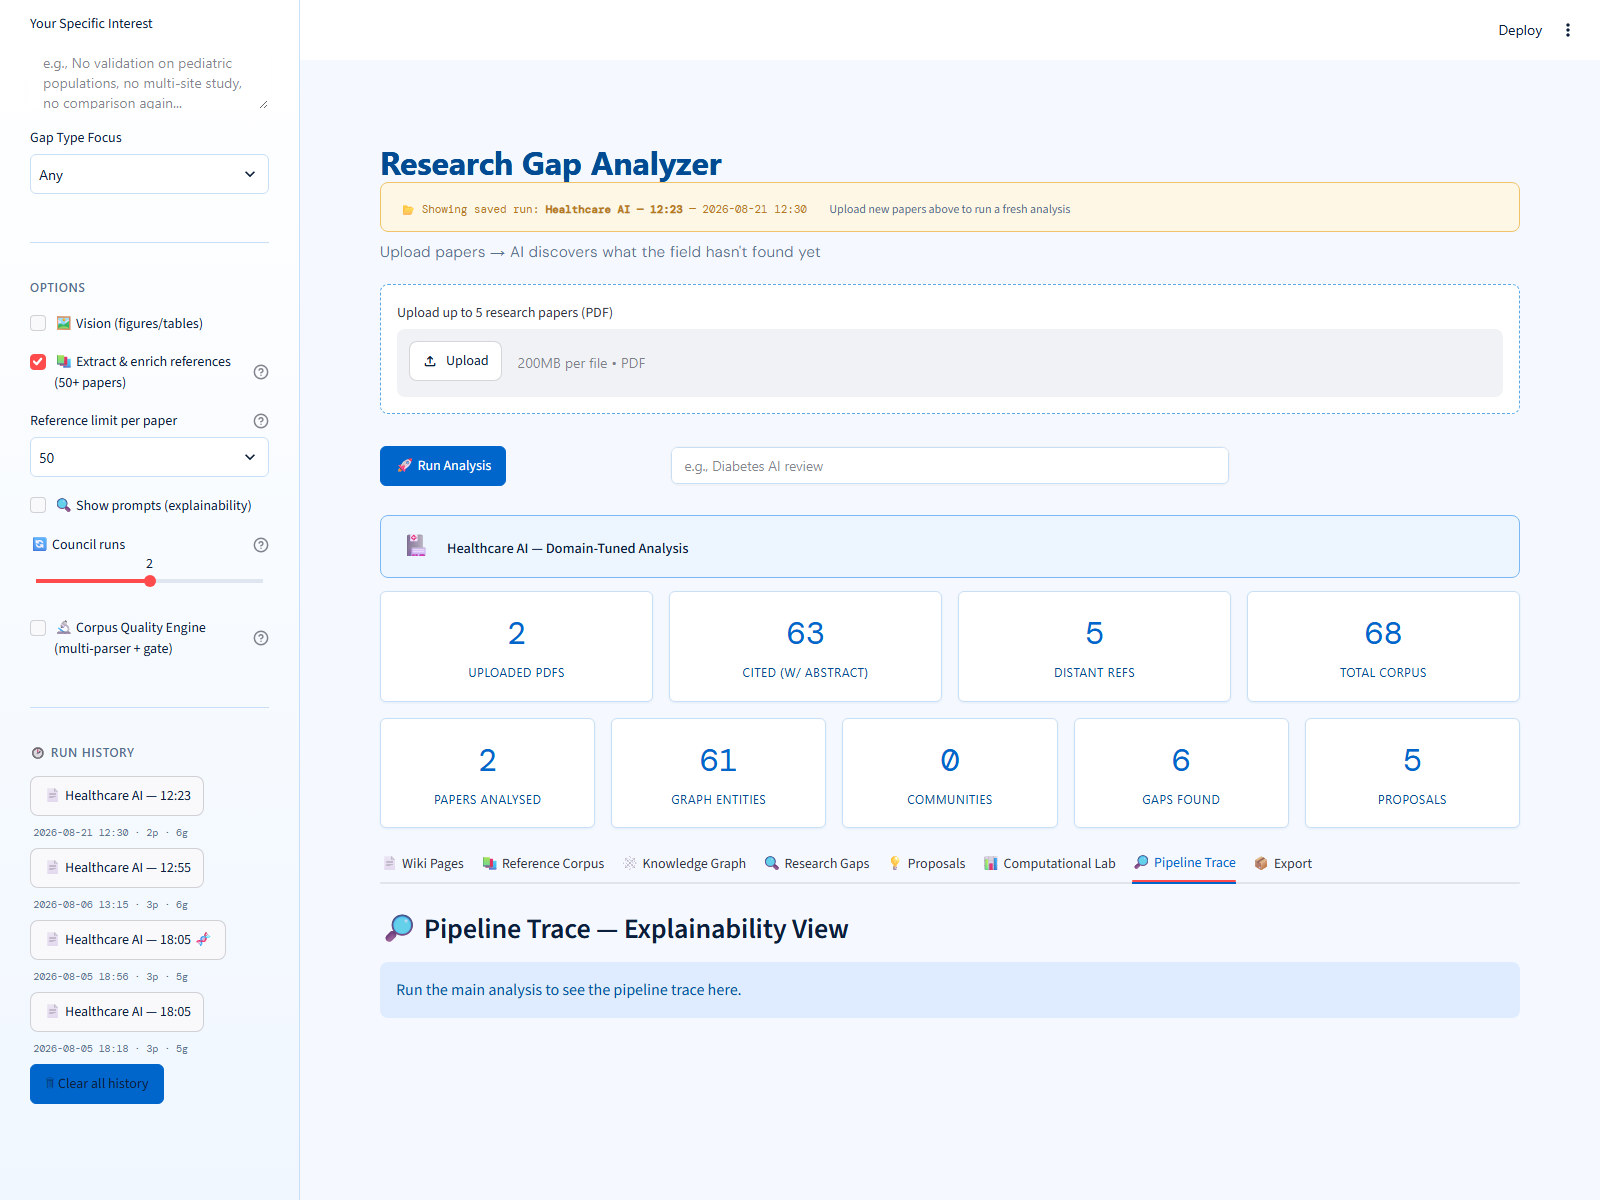 Your Specific Interest
e.g., No validation on pediatric
populations, no multi-site study,
no comparison again...
Gap Type Focus
Any
OPTIONS
Vision (figures/tables)
Extract & enrich references
(50+ papers)
Reference limit per paper
50
Show prompts (explainability)
Council runs
2
Corpus Quality Engine
(multi-parser + gate)
RUN HISTORY
Healthcare AI — 12:23
2026-08-21 12:30 · 2p · 6g
Healthcare AI — 12:55
2026-08-06 13:15 · 3p · 6g
Healthcare AI — 18:05
2026-08-05 18:56 · 3p · 5g
Healthcare AI — 18:05
2026-08-05 18:18 · 3p · 5g
Clear all history
Deploy
Research Gap Analyzer
Showing saved run: Healthcare AI — 12:23 — 2026-08-21 12:30 Upload new papers above to run a fresh analysis
Upload papers → AI discovers what the field hasn't found yet
Upload up to 5 research papers (PDF)
Upload 200MB per file • PDF
Run Analysis e.g., Diabetes AI review
Healthcare AI — Domain-Tuned Analysis
2 63 5 68
UPLOADED PDFS CITED (W/ ABSTRACT) DISTANT REFS TOTAL CORPUS
2 61 0 6 5
PAPERS ANALYSED GRAPH ENTITIES COMMUNITIES GAPS FOUND PROPOSALS
Wiki Pages Reference Corpus Knowledge Graph Research Gaps Proposals Computational Lab Pipeline Trace Export
Pipeline Trace — Explainability View
Run the main analysis to see the pipeline trace here.